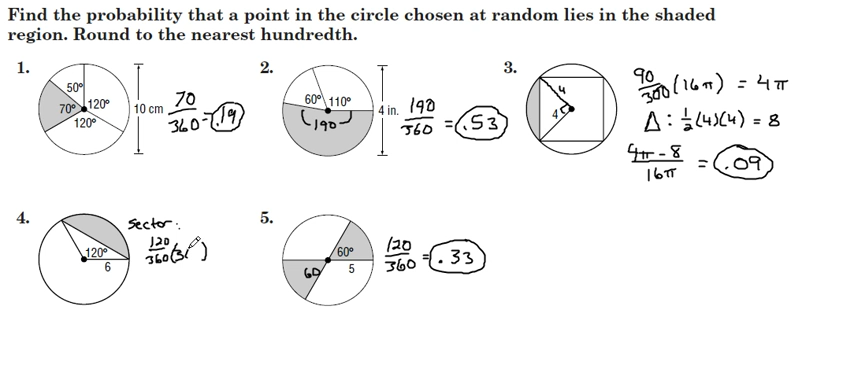 Find the probability that a point in the circle chosen at random lies in the shaded
region. Round to the nearest hundredth.
1.
50°
70°
120°
120°
10 cm
70/360 = .19
2.
60°
110°
190
4 in.
190/360 = .53
3.
4
4
90/360 (16π) = 4π
Δ: 1/2 (4)(4) = 8
4π - 8/16π = .09
4.
120°
6
Sector:
120/360 (3
5.
60°
60
5
120/360 = .33